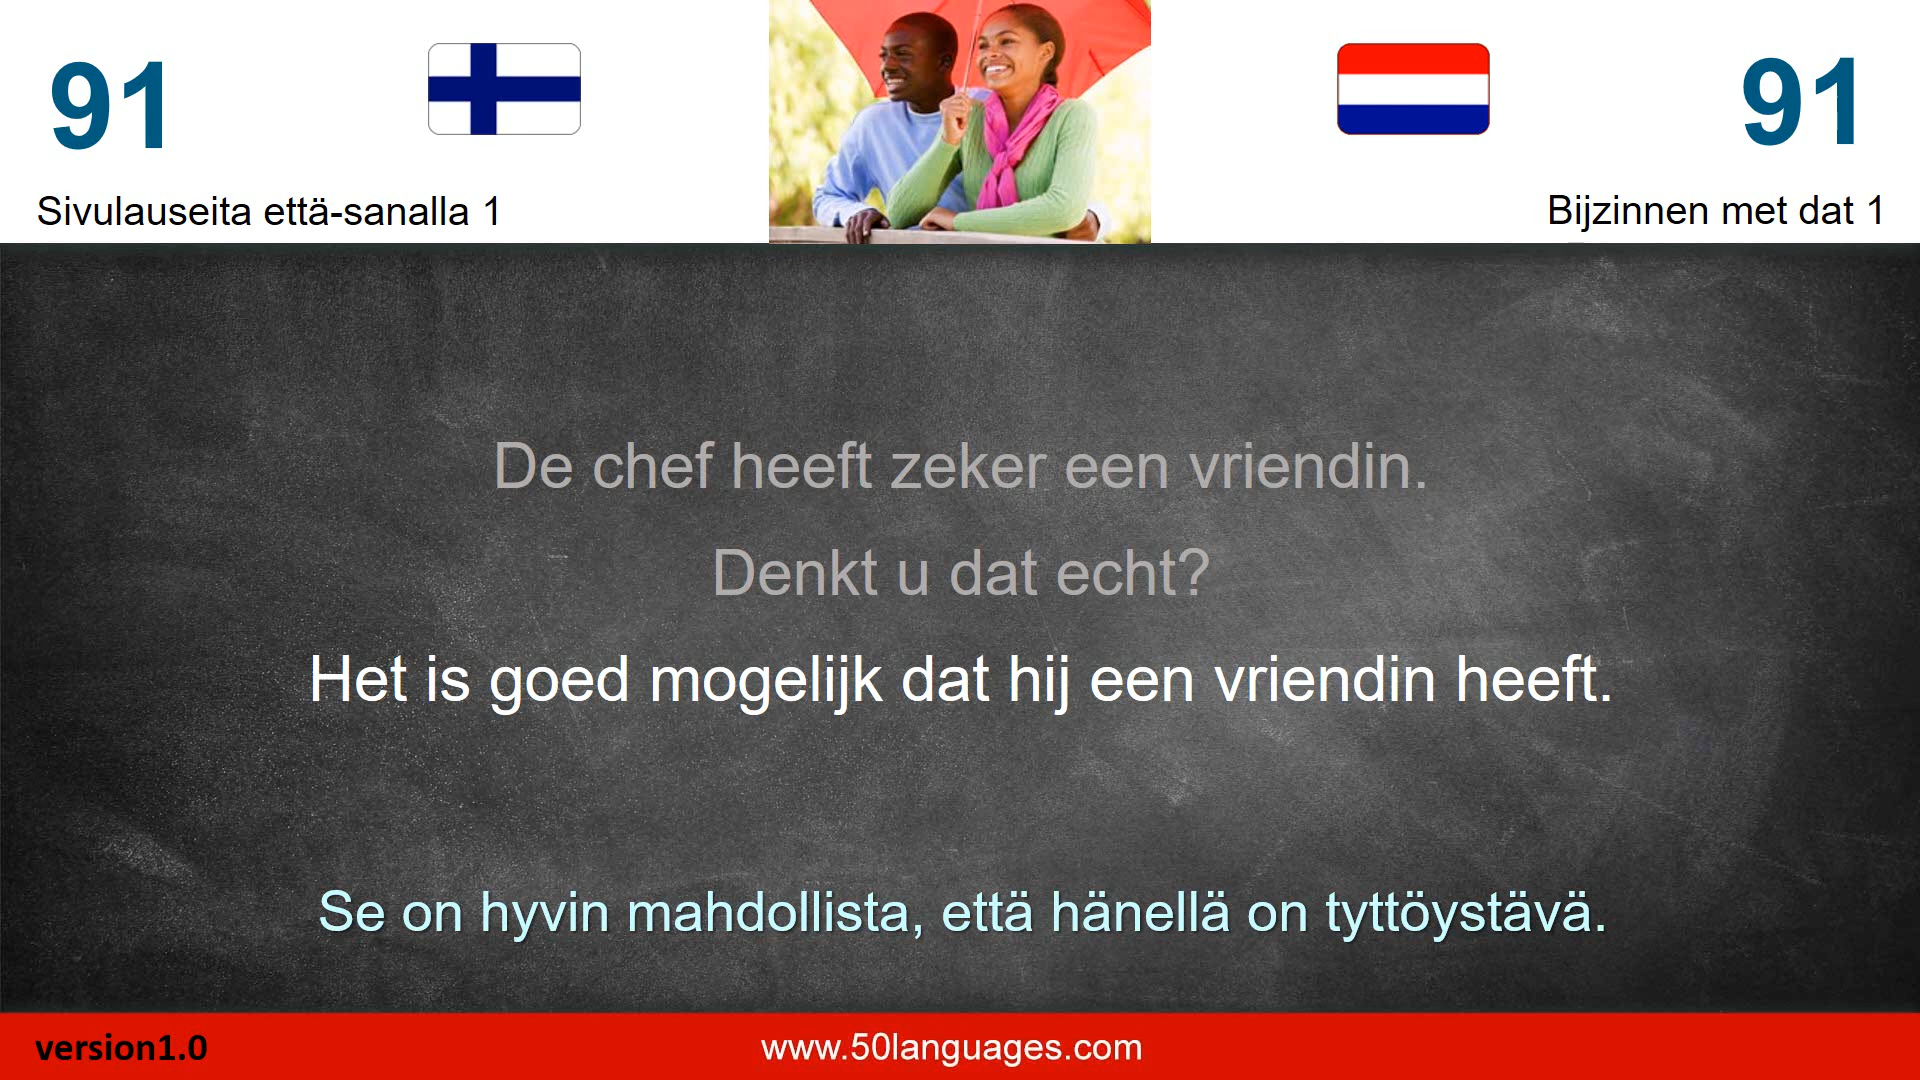 91
91
Sivulauseita että-sanalla 1
Bijzinnen met dat 1
De chef heeft zeker een vriendin.
Denkt u dat echt?
Het is goed mogelijk dat hij een vriendin heeft.
Se on hyvin mahdollista, että hänellä on tyttöystävä.
version1.0
www.50languages.com